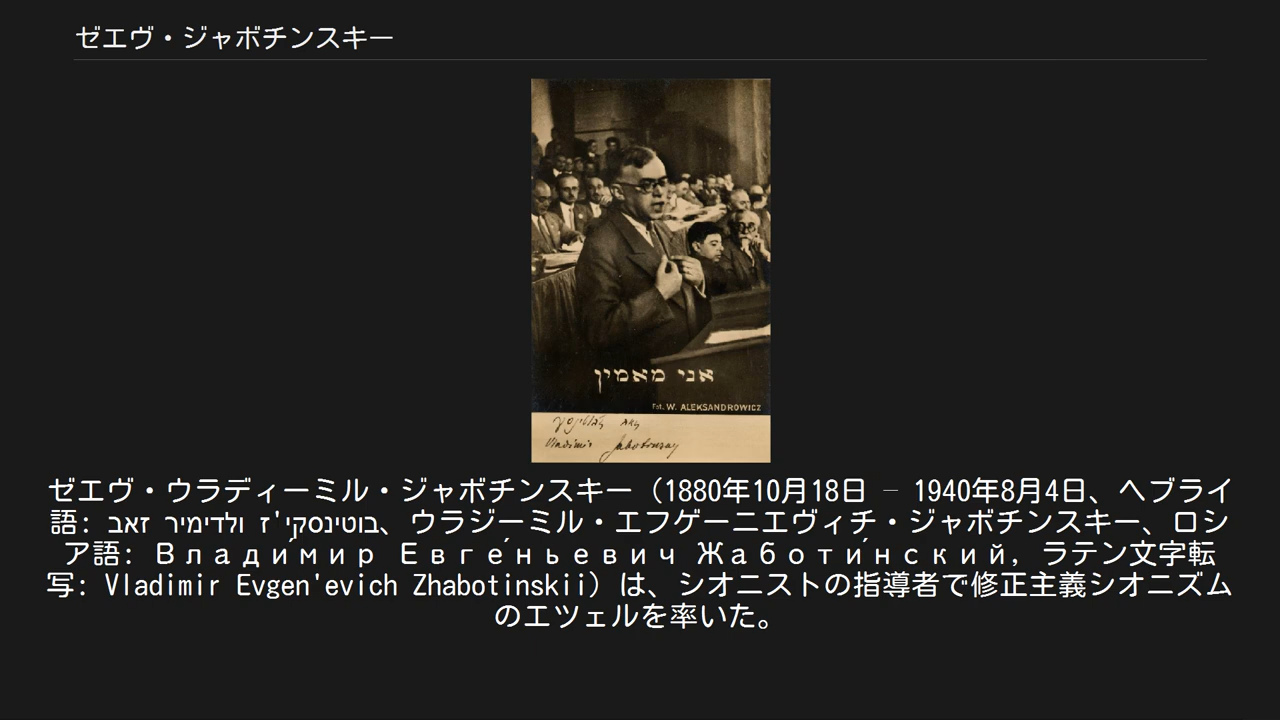 ゼエヴ・ジャボチンスキー
אני מאמין
Fot. W. ALEKSANDROWICZ
Vladimir Jabotinsky
ゼエヴ・ウラディーミル・ジャボチンスキー（1880年10月18日 – 1940年8月4日、ヘブライ
語: זאב ולדימיר ז'בוטינסקי、ウラジーミル・エフゲーニエヴィチ・ジャボチンスキー、ロシ
ア語: Влади́мир Евге́ньевич Жаботи́нский, ラテン文字転
写: Vladimir Evgen'evich Zhabotinskii）は、シオニストの指導者で修正主義シオニズム
のエツェルを率いた。